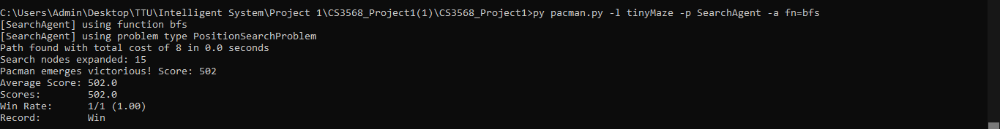 C:\Users\Admin\Desktop\TTU\Intelligent System\Project 1\CS3568_Project1(1)\CS3568_Project1>py pacman.py -l tinyMaze -p SearchAgent -a fn=bfs
[SearchAgent] using function bfs
[SearchAgent] using problem type PositionSearchProblem
Path found with total cost of 8 in 0.0 seconds
Search nodes expanded: 15
Pacman emerges victorious! Score: 502
Average Score: 502.0
Scores:        502.0
Win Rate:      1/1 (1.00)
Record:        Win